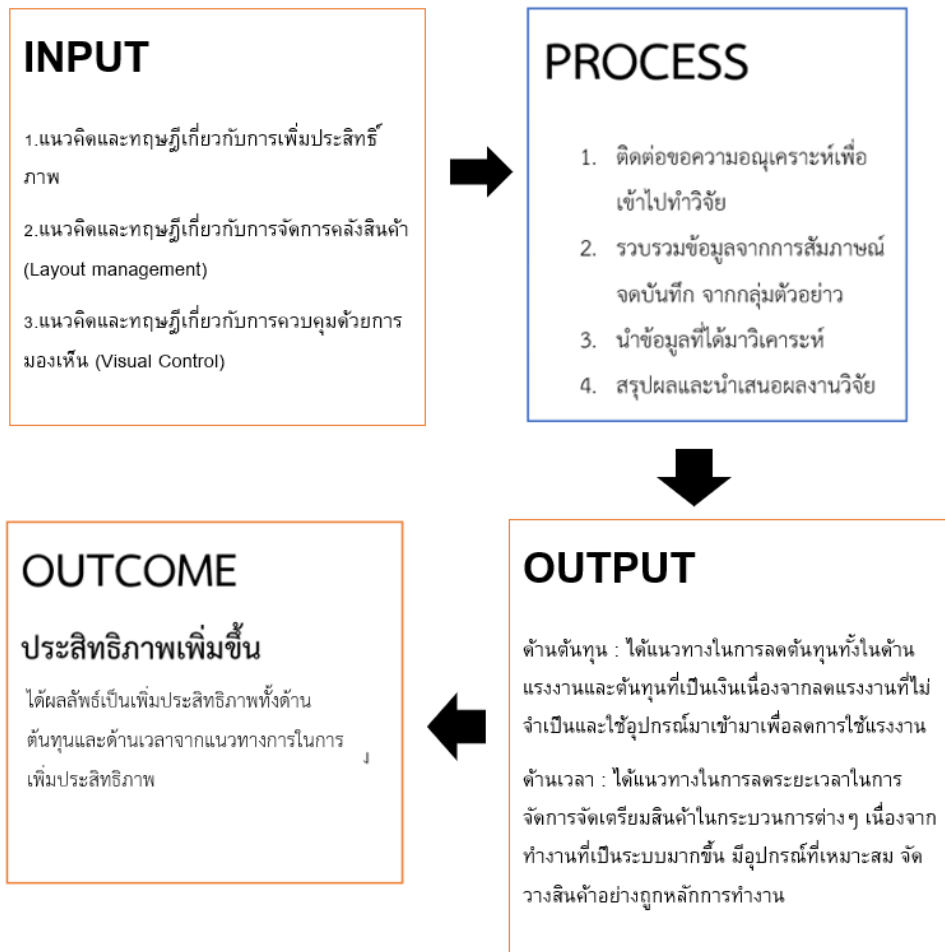 INPUT
1.แนวคิดและทฤษฎีเกี่ยวกับการเพิ่มประสิทธิ์
ภาพ
2.แนวคิดและทฤษฎีเกี่ยวกับการจัดการคลังสินค้า
(Layout management)
3.แนวคิดและทฤษฎีเกี่ยวกับการควบคุมด้วยการ
มองเห็น (Visual Control)
PROCESS
1. ติดต่อขอความอณุเคราะห์เพื่อ
เข้าไปทำวิจัย
2. รวบรวมข้อมูลจากการสัมภาษณ์
จดบันทึก จากกลุ่มตัวอย่าว
3. นำข้อมูลที่ได้มาวิเคาระห์
4. สรุปผลและนำเสนอผลงานวิจัย
OUTPUT
ด้านต้นทุน : ได้แนวทางในการลดต้นทุนทั้งในด้าน
แรงงานและต้นทุนที่เป็นเงินเนื่องจากลดแรงงานที่ไม่
จำเป็นและใช้อุปกรณ์มาเข้ามาเพื่อลดการใช้แรงงาน
ด้านเวลา : ได้แนวทางในการลดระยะเวลาในการ
จัดการจัดเตรียมสินค้าในกระบวนการต่างๆ เนื่องจาก
ทำงานที่เป็นระบบมากขึ้น มีอุปกรณ์ที่เหมาะสม จัด
วางสินค้าอย่างถูกหลักการทำงาน
OUTCOME
ประสิทธิภาพเพิ่มขึ้น
ได้ผลลัพธ์เป็นเพิ่มประสิทธิภาพทั้งด้าน
ต้นทุนและด้านเวลาจากแนวทางการในการ
เพิ่มประสิทธิภาพ